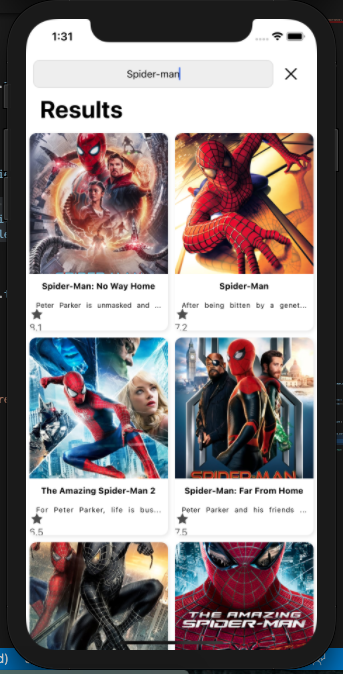 1:31
Spider-man
Results
Spider-Man: No Way Home
Spider-Man
Peter Parker is unmasked and ...
After being bitten by a genet...
8.1
7.2
SPIDER-MAN
The Amazing Spider-Man 2
Spider-Man: Far From Home
For Peter Parker, life is bus...
Peter Parker and his friends ...
6.5
7.5
THE AMAZING
SPIDER-MAN
d)